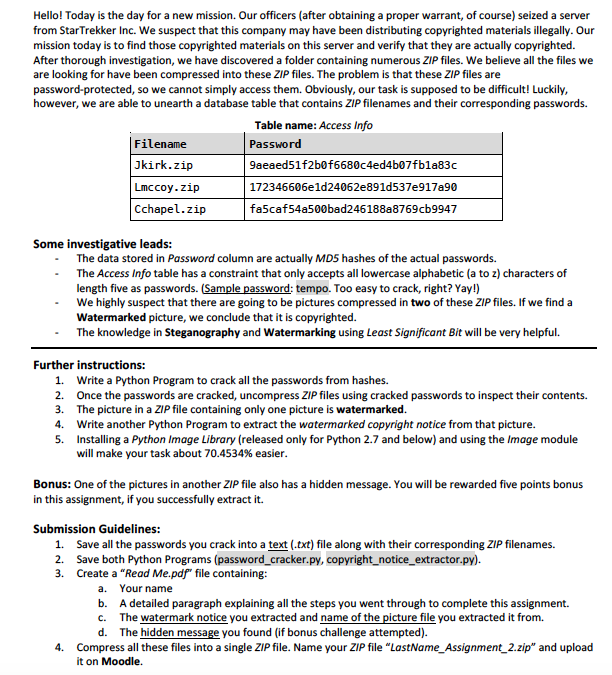 Hello! Today is the day for a new mission. Our officers (after obtaining a proper warrant, of course) seized a server
from StarTrekker Inc. We suspect that this company may have been distributing copyrighted materials illegally. Our
mission today is to find those copyrighted materials on this server and verify that they are actually copyrighted.
After thorough investigation, we have discovered a folder containing numerous ZIP files. We believe all the files we
are looking for have been compressed into these ZIP files. The problem is that these ZIP files are
password-protected, so we cannot simply access them. Obviously, our task is supposed to be difficult! Luckily,
however, we are able to unearth a database table that contains ZIP filenames and their corresponding passwords.
Table name: Access Info
Filename Password
Jkirk.zip 9aeaed51f2b0f6680c4ed4b07fb1a83c
Lmccoy.zip 172346606e1d24062e891d537e917a90
Cchapel.zip fa5caf54a500bad246188a8769cb9947
Some investigative leads:
- The data stored in Password column are actually MD5 hashes of the actual passwords.
- The Access Info table has a constraint that only accepts all lowercase alphabetic (a to z) characters of
length five as passwords. (Sample password: tempo. Too easy to crack, right? Yay!)
- We highly suspect that there are going to be pictures compressed in two of these ZIP files. If we find a
Watermarked picture, we conclude that it is copyrighted.
- The knowledge in Steganography and Watermarking using Least Significant Bit will be very helpful.
Further instructions:
1. Write a Python Program to crack all the passwords from hashes.
2. Once the passwords are cracked, uncompress ZIP files using cracked passwords to inspect their contents.
3. The picture in a ZIP file containing only one picture is watermarked.
4. Write another Python Program to extract the watermarked copyright notice from that picture.
5. Installing a Python Image Library (released only for Python 2.7 and below) and using the Image module
will make your task about 70.4534% easier.
Bonus: One of the pictures in another ZIP file also has a hidden message. You will be rewarded five points bonus
in this assignment, if you successfully extract it.
Submission Guidelines:
1. Save all the passwords you crack into a text (.txt) file along with their corresponding ZIP filenames.
2. Save both Python Programs (password_cracker.py, copyright_notice_extractor.py).
3. Create a "Read Me.pdf" file containing:
a. Your name
b. A detailed paragraph explaining all the steps you went through to complete this assignment.
c. The watermark notice you extracted and name of the picture file you extracted it from.
d. The hidden message you found (if bonus challenge attempted).
4. Compress all these files into a single ZIP file. Name your ZIP file "LastName_Assignment_2.zip" and upload
it on Moodle.